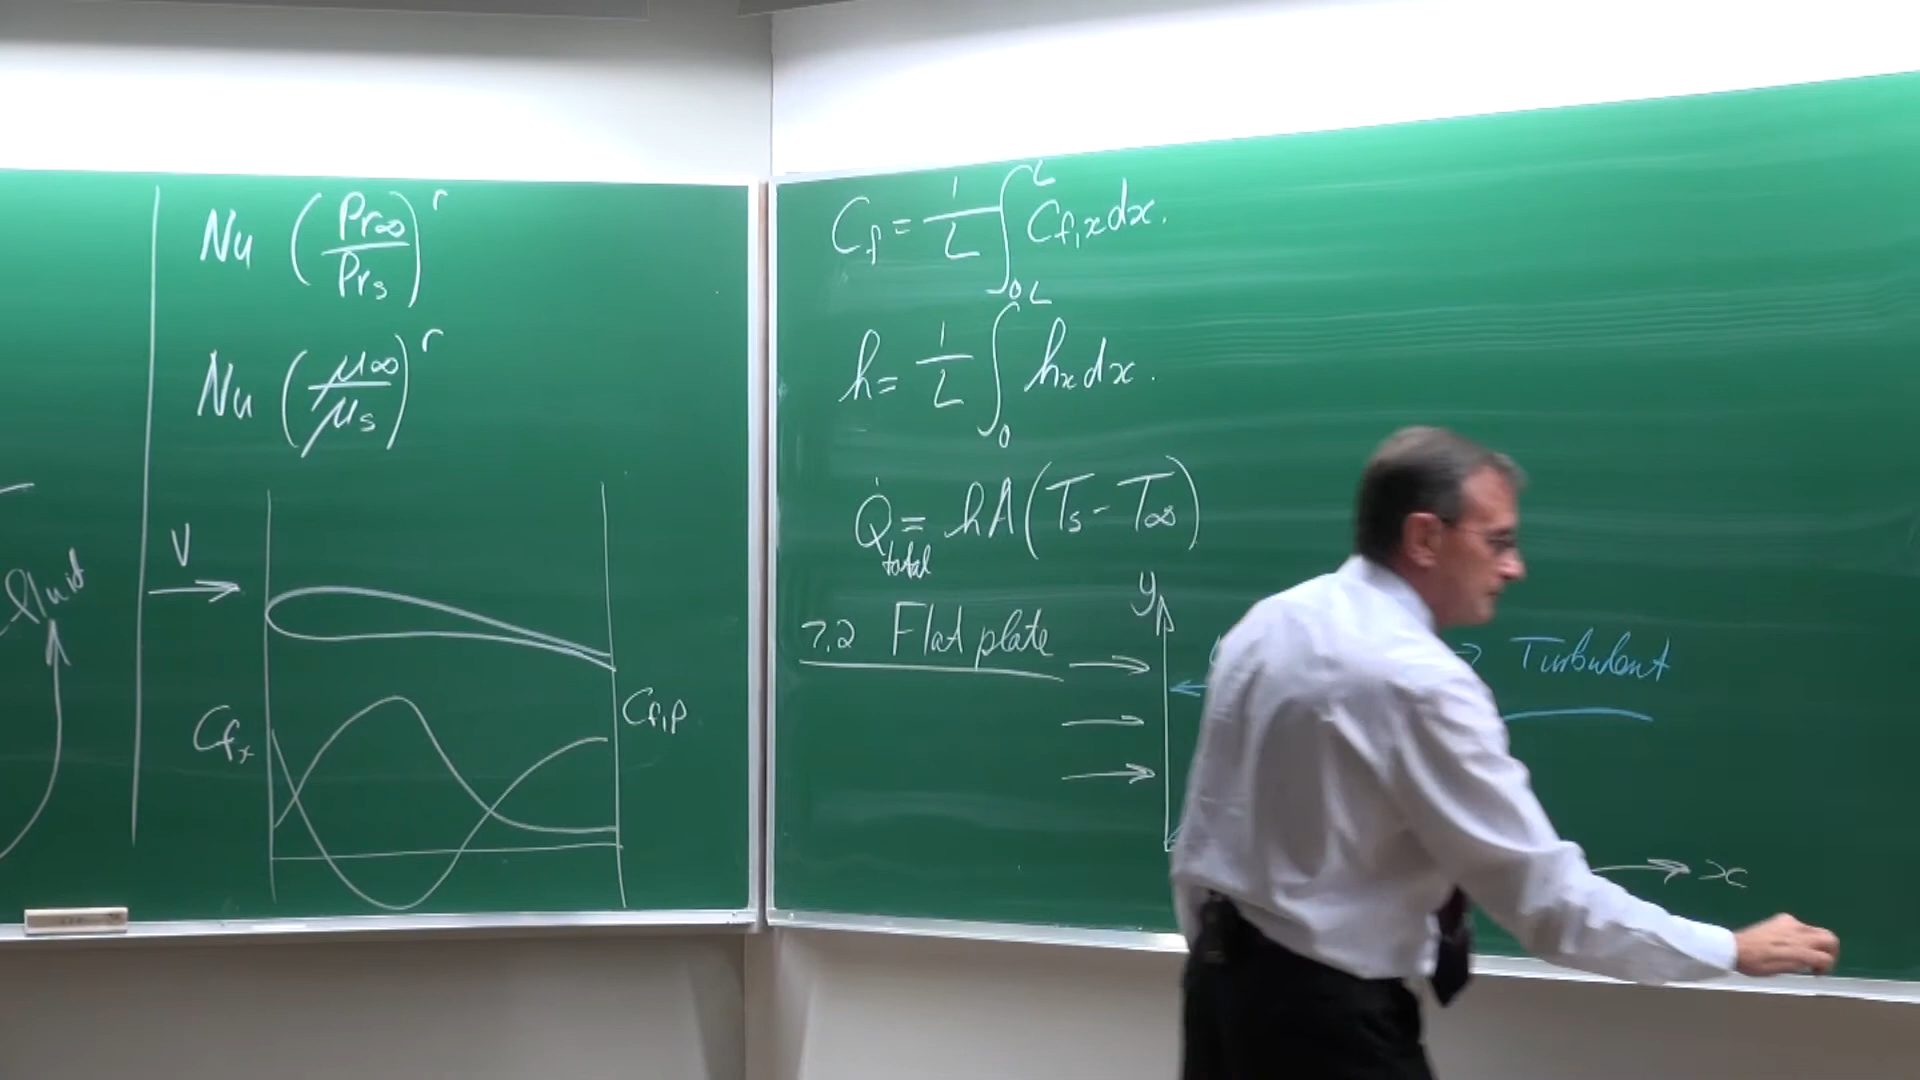 Nu (Pr∞/Prs)^r
Nu (μ∞/μs)^r
fluid
V
Cfx
Cf,p
Cf = 1/L ∫₀ᴸ Cf,x dx.
h = 1/L ∫₀ᴸ hx dx.
Q̇total = hA(Ts - T∞)
7.2 Flat plate
y
Turbulent
x